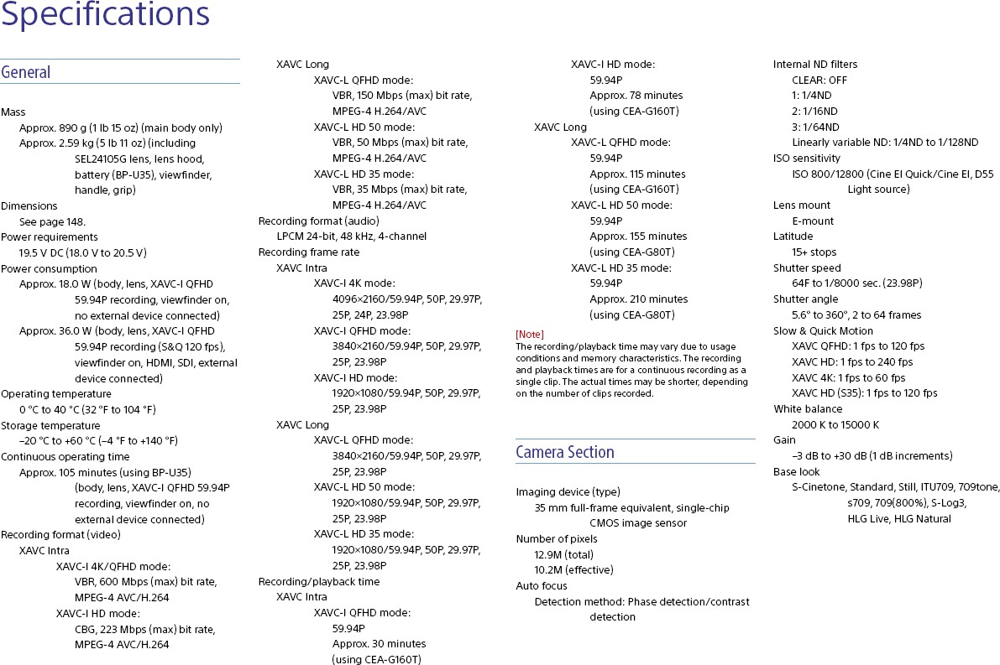 Specifications
General
Mass
Approx. 890 g (1 lb 15 oz) (main body only)
Approx. 2.59 kg (5 lb 11 oz) (including
SEL24105G lens, lens hood,
battery (BP-U35), viewfinder,
handle, grip)
Dimensions
See page 148.
Power requirements
19.5 V DC (18.0 V to 20.5 V)
Power consumption
Approx. 18.0 W (body, lens, XAVC-I QFHD
59.94P recording, viewfinder on,
no external device connected)
Approx. 36.0 W (body, lens, XAVC-I QFHD
59.94P recording (S&Q 120 fps),
viewfinder on, HDMI, SDI, external
device connected)
Operating temperature
0 °C to 40 °C (32 °F to 104 °F)
Storage temperature
–20 °C to +60 °C (–4 °F to +140 °F)
Continuous operating time
Approx. 105 minutes (using BP-U35)
(body, lens, XAVC-I QFHD 59.94P
recording, viewfinder on, no
external device connected)
Recording format (video)
XAVC Intra
XAVC-I 4K/QFHD mode:
VBR, 600 Mbps (max) bit rate,
MPEG-4 AVC/H.264
XAVC-I HD mode:
CBG, 223 Mbps (max) bit rate,
MPEG-4 AVC/H.264
XAVC Long
XAVC-L QFHD mode:
VBR, 150 Mbps (max) bit rate,
MPEG-4 H.264/AVC
XAVC-L HD 50 mode:
VBR, 50 Mbps (max) bit rate,
MPEG-4 H.264/AVC
XAVC-L HD 35 mode:
VBR, 35 Mbps (max) bit rate,
MPEG-4 H.264/AVC
Recording format (audio)
LPCM 24-bit, 48 kHz, 4-channel
Recording frame rate
XAVC Intra
XAVC-I 4K mode:
4096×2160/59.94P, 50P, 29.97P,
25P, 24P, 23.98P
XAVC-I QFHD mode:
3840×2160/59.94P, 50P, 29.97P,
25P, 23.98P
XAVC-I HD mode:
1920×1080/59.94P, 50P, 29.97P,
25P, 23.98P
XAVC Long
XAVC-L QFHD mode:
3840×2160/59.94P, 50P, 29.97P,
25P, 23.98P
XAVC-L HD 50 mode:
1920×1080/59.94P, 50P, 29.97P,
25P, 23.98P
XAVC-L HD 35 mode:
1920×1080/59.94P, 50P, 29.97P,
25P, 23.98P
Recording/playback time
XAVC Intra
XAVC-I QFHD mode:
59.94P
Approx. 30 minutes
(using CEA-G160T)
XAVC-I HD mode:
59.94P
Approx. 78 minutes
(using CEA-G160T)
XAVC Long
XAVC-L QFHD mode:
59.94P
Approx. 115 minutes
(using CEA-G160T)
XAVC-L HD 50 mode:
59.94P
Approx. 155 minutes
(using CEA-G80T)
XAVC-L HD 35 mode:
59.94P
Approx. 210 minutes
(using CEA-G80T)
[Note]
The recording/playback time may vary due to usage
conditions and memory characteristics. The recording
and playback times are for a continuous recording as a
single clip. The actual times may be shorter, depending
on the number of clips recorded.
Camera Section
Imaging device (type)
35 mm full-frame equivalent, single-chip
CMOS image sensor
Number of pixels
12.9M (total)
10.2M (effective)
Auto focus
Detection method: Phase detection/contrast
detection
Internal ND filters
CLEAR: OFF
1: 1/4ND
2: 1/16ND
3: 1/64ND
Linearly variable ND: 1/4ND to 1/128ND
ISO sensitivity
ISO 800/12800 (Cine EI Quick/Cine EI, D55
Light source)
Lens mount
E-mount
Latitude
15+ stops
Shutter speed
64F to 1/8000 sec. (23.98P)
Shutter angle
5.6° to 360°, 2 to 64 frames
Slow & Quick Motion
XAVC QFHD: 1 fps to 120 fps
XAVC HD: 1 fps to 240 fps
XAVC 4K: 1 fps to 60 fps
XAVC HD (S35): 1 fps to 120 fps
White balance
2000 K to 15000 K
Gain
–3 dB to +30 dB (1 dB increments)
Base look
S-Cinetone, Standard, Still, ITU709, 709tone,
s709, 709(800%), S-Log3,
HLG Live, HLG Natural